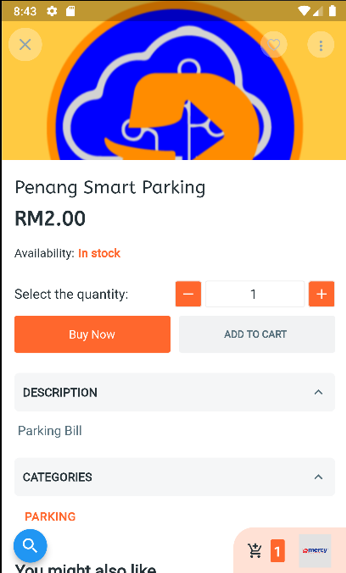 8:43
Penang Smart Parking
RM2.00
Availability: In stock
Select the quantity:
1
Buy Now
ADD TO CART
DESCRIPTION
Parking Bill
CATEGORIES
PARKING
1
mercy
You might also like